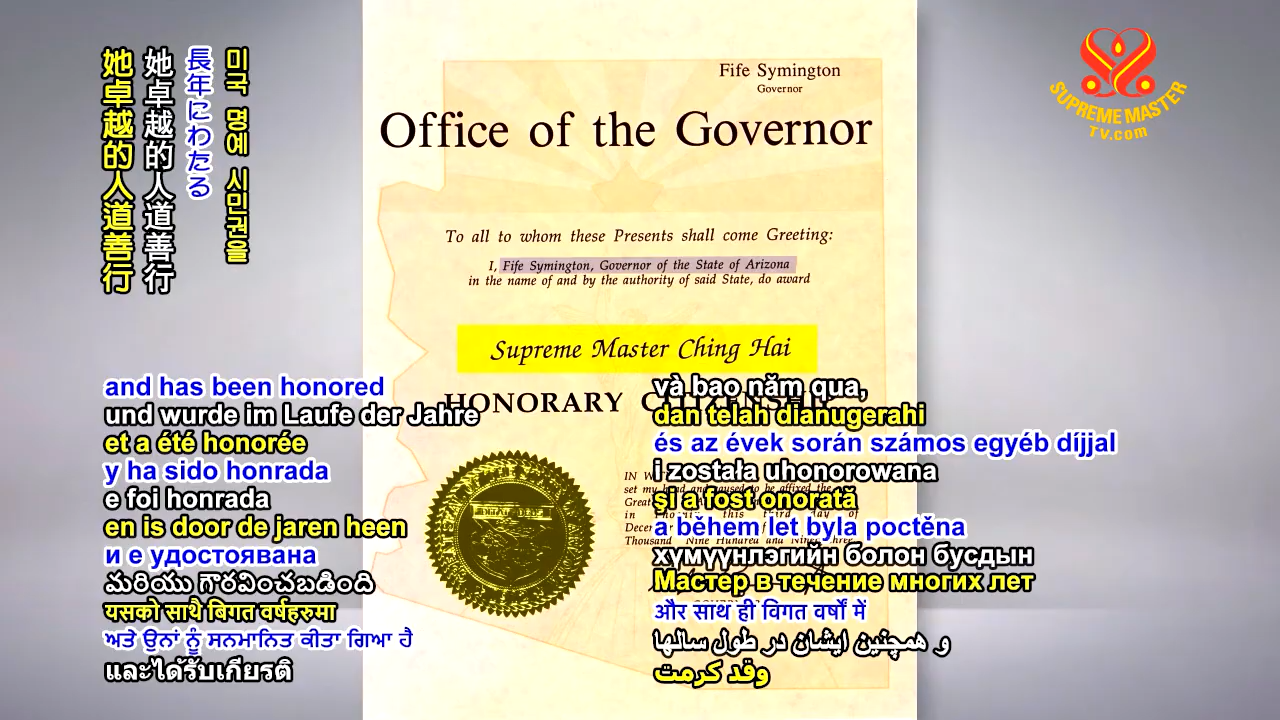 Fife Symington
Governor
Office of the Governor
To all to whom these Presents shall come Greeting:
I, Fife Symington, Governor of the State of Arizona
in the name of and by the authority of said State, do award
Supreme Master Ching Hai
HONORARY CITIZENSHIP
SUPREME MASTER
TV.com
미국 명예 시민권을
長年にわたる
她卓越的人道善行
她卓越的人道善行
and has been honored
und wurde im Laufe der Jahre
et a été honorée
y ha sido honrada
e foi honrada
en is door de jaren heen
и е удостоявана
మరియు గౌరవించబడింది
यसको साथै बिगत वर्षहरुमा
ਅਤੇ ਉਨਾਂ ਨੂੰ ਸਨਮਾਨਿਤ ਕੀਤਾ ਗਿਆ ਹੈ
และได้รับเกียรติ
và bao năm qua,
dan telah dianugerahi
és az évek során számos egyéb díjjal
i została uhonorowana
şi a fost onorată
a během let byla poctěna
хүмүүнлэгийн болон бусдын
Мастер в течение многих лет
और साथ ही विगत वर्षों में
و همچنین ایشان در طول سالها
وقد كرمت